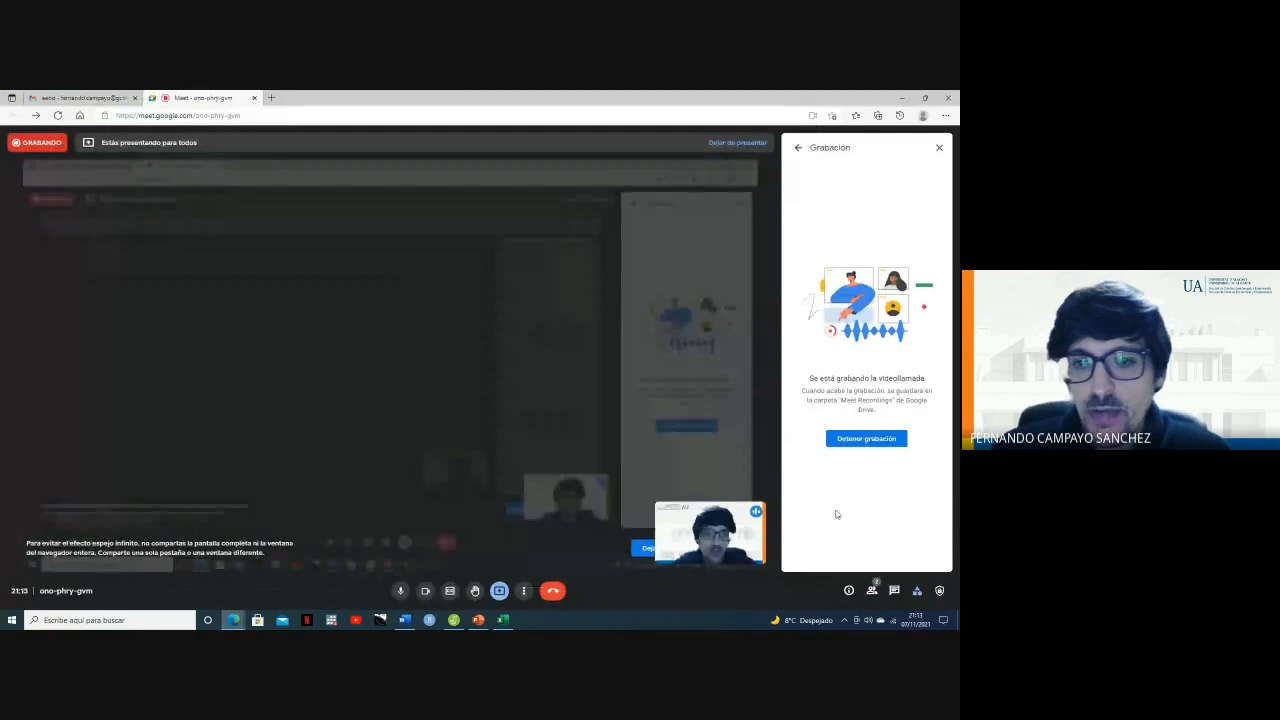 Meet - ono-phry-gvm
https://meet.google.com/ono-phry-gvm
GRABANDO
Estás presentando para todos
Dejar de presentar
Grabación
Se está grabando la videollamada
Cuando acabe la grabación, se guardará en
la carpeta "Meet Recordings" de Google
Drive.
Detener grabación
UA
FERNANDO CAMPAYO SANCHEZ
Para evitar el efecto espejo infinito, no compartas la pantalla completa ni la ventana
del navegador entera. Comparte una sola pestaña o una ventana diferente.
21:13 | ono-phry-gvm
2
Escribe aquí para buscar
8°C Despejado
21:13
07/11/2021